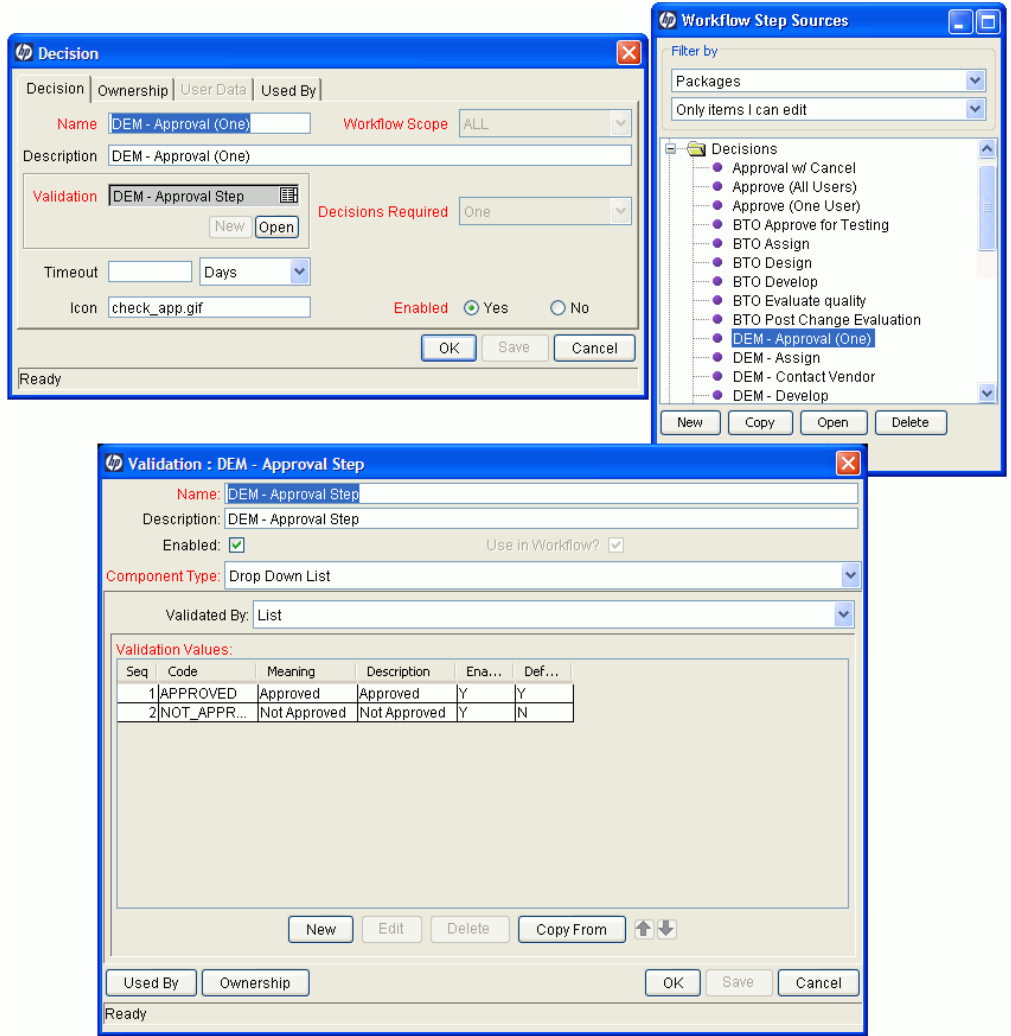 Decision
Decision Ownership User Data Used By
Name DEM - Approval (One) Workflow Scope ALL
Description DEM - Approval (One)
Validation DEM - Approval Step
Decisions Required One
New Open
Timeout Days
Icon check_app.gif Enabled Yes No
OK Save Cancel
Ready
Workflow Step Sources
Filter by
Packages
Only items I can edit
Decisions
Approval w/ Cancel
Approve (All Users)
Approve (One User)
BTO Approve for Testing
BTO Assign
BTO Design
BTO Develop
BTO Evaluate quality
BTO Post Change Evaluation
DEM - Approval (One)
DEM - Assign
DEM - Contact Vendor
DEM - Develop
New Copy Open Delete
Validation : DEM - Approval Step
Name: DEM - Approval Step
Description: DEM - Approval Step
Enabled: Use in Workflow?
Component Type: Drop Down List
Validated By: List
Validation Values:
Seq Code Meaning Description Ena... Def...
1 APPROVED Approved Approved Y Y
2 NOT_APPR... Not Approved Not Approved Y N
New Edit Delete Copy From
Used By Ownership OK Save Cancel
Ready